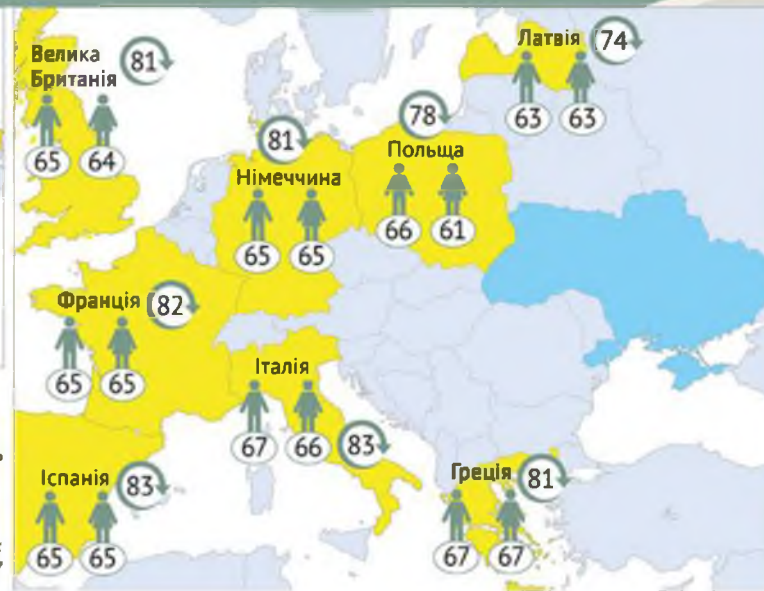 Латвія 74
63 63
Велика
Британія 81
65 64
78
Польща
66 61
81
Німеччина
65 65
Франція 82
65 65
Італія
67 66 83
Іспанія 83
65 65
Греція 81
67 67